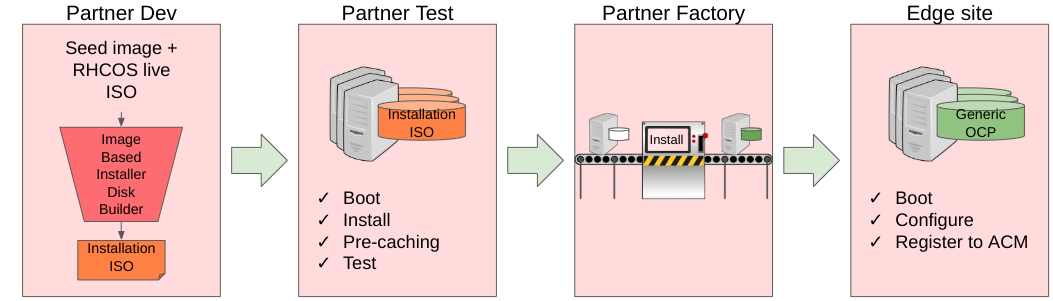 Partner Dev
Seed image +
RHCOS live
ISO
Image
Based
Installer
Disk
Builder
Installation
ISO
Partner Test
Installation
ISO
✓ Boot
✓ Install
✓ Pre-caching
✓ Test
Partner Factory
Install
Edge site
Generic
OCP
✓ Boot
✓ Configure
✓ Register to ACM